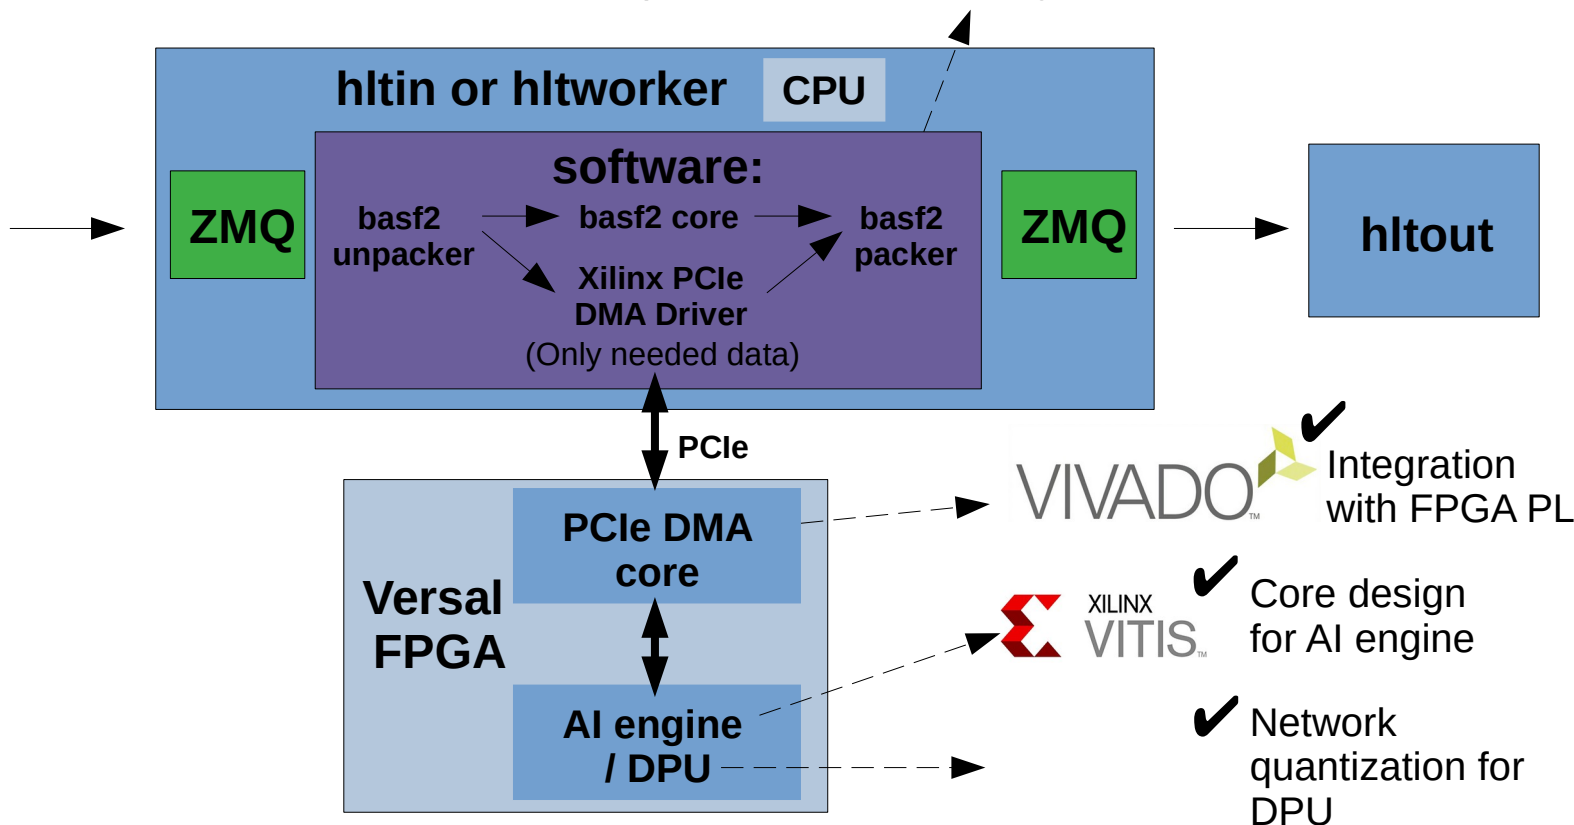 hltin or hltworker
CPU
software:
ZMQ
basf2
unpacker
basf2 core
basf2
packer
Xilinx PCIe
DMA Driver
(Only needed data)
ZMQ
hltout
PCIe
Versal
FPGA
PCIe DMA
core
AI engine
/ DPU
VIVADO™
✔ Integration
with FPGA PL
XILINX
VITIS™
✔ Core design
for AI engine
✔ Network
quantization for
DPU